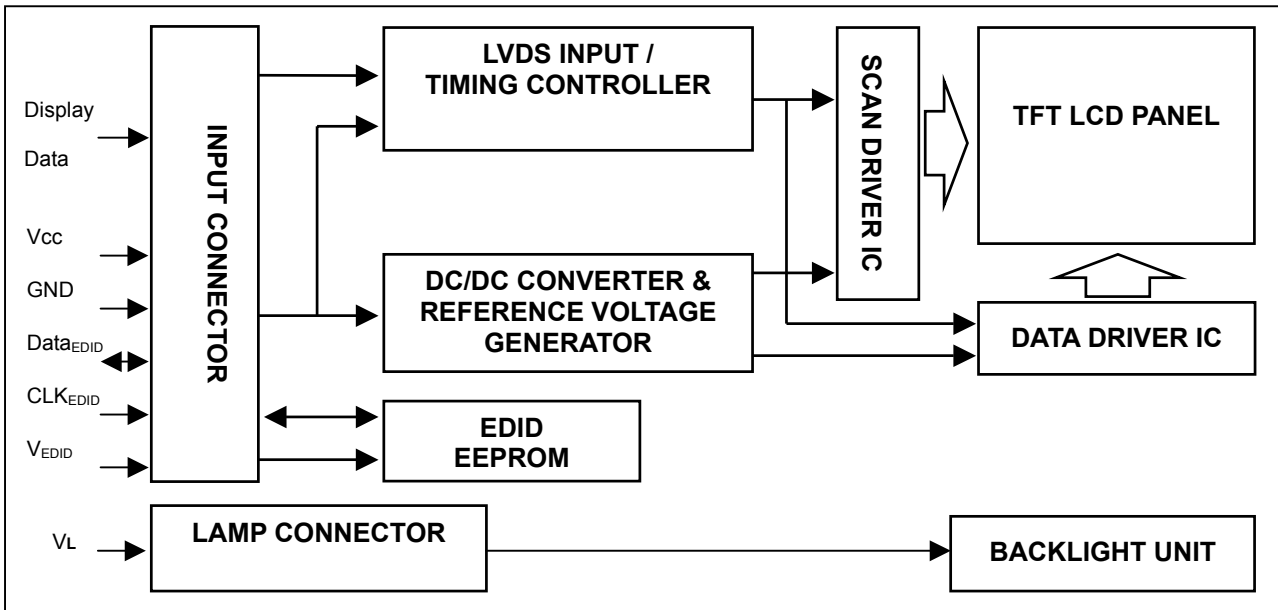 Display
Data
Vcc
GND
DataEDID
CLKEDID
VEDID
VL
INPUT CONNECTOR
LVDS INPUT /
TIMING CONTROLLER
DC/DC CONVERTER &
REFERENCE VOLTAGE
GENERATOR
EDID
EEPROM
LAMP CONNECTOR
SCAN DRIVER IC
TFT LCD PANEL
DATA DRIVER IC
BACKLIGHT UNIT